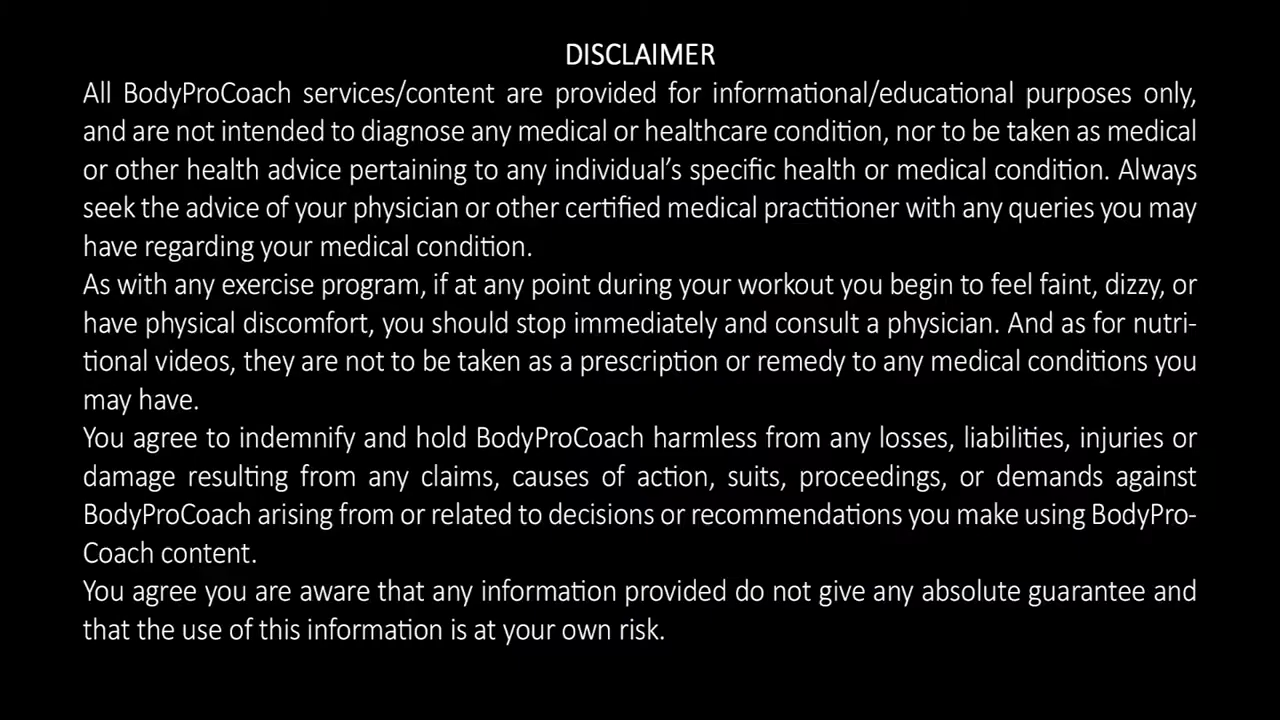 DISCLAIMER
All BodyProCoach services/content are provided for informational/educational purposes only,
and are not intended to diagnose any medical or healthcare condition, nor to be taken as medical
or other health advice pertaining to any individual’s specific health or medical condition. Always
seek the advice of your physician or other certified medical practitioner with any queries you may
have regarding your medical condition.
As with any exercise program, if at any point during your workout you begin to feel faint, dizzy, or
have physical discomfort, you should stop immediately and consult a physician. And as for nutri-
tional videos, they are not to be taken as a prescription or remedy to any medical conditions you
may have.
You agree to indemnify and hold BodyProCoach harmless from any losses, liabilities, injuries or
damage resulting from any claims, causes of action, suits, proceedings, or demands against
BodyProCoach arising from or related to decisions or recommendations you make using BodyPro-
Coach content.
You agree you are aware that any information provided do not give any absolute guarantee and
that the use of this information is at your own risk.